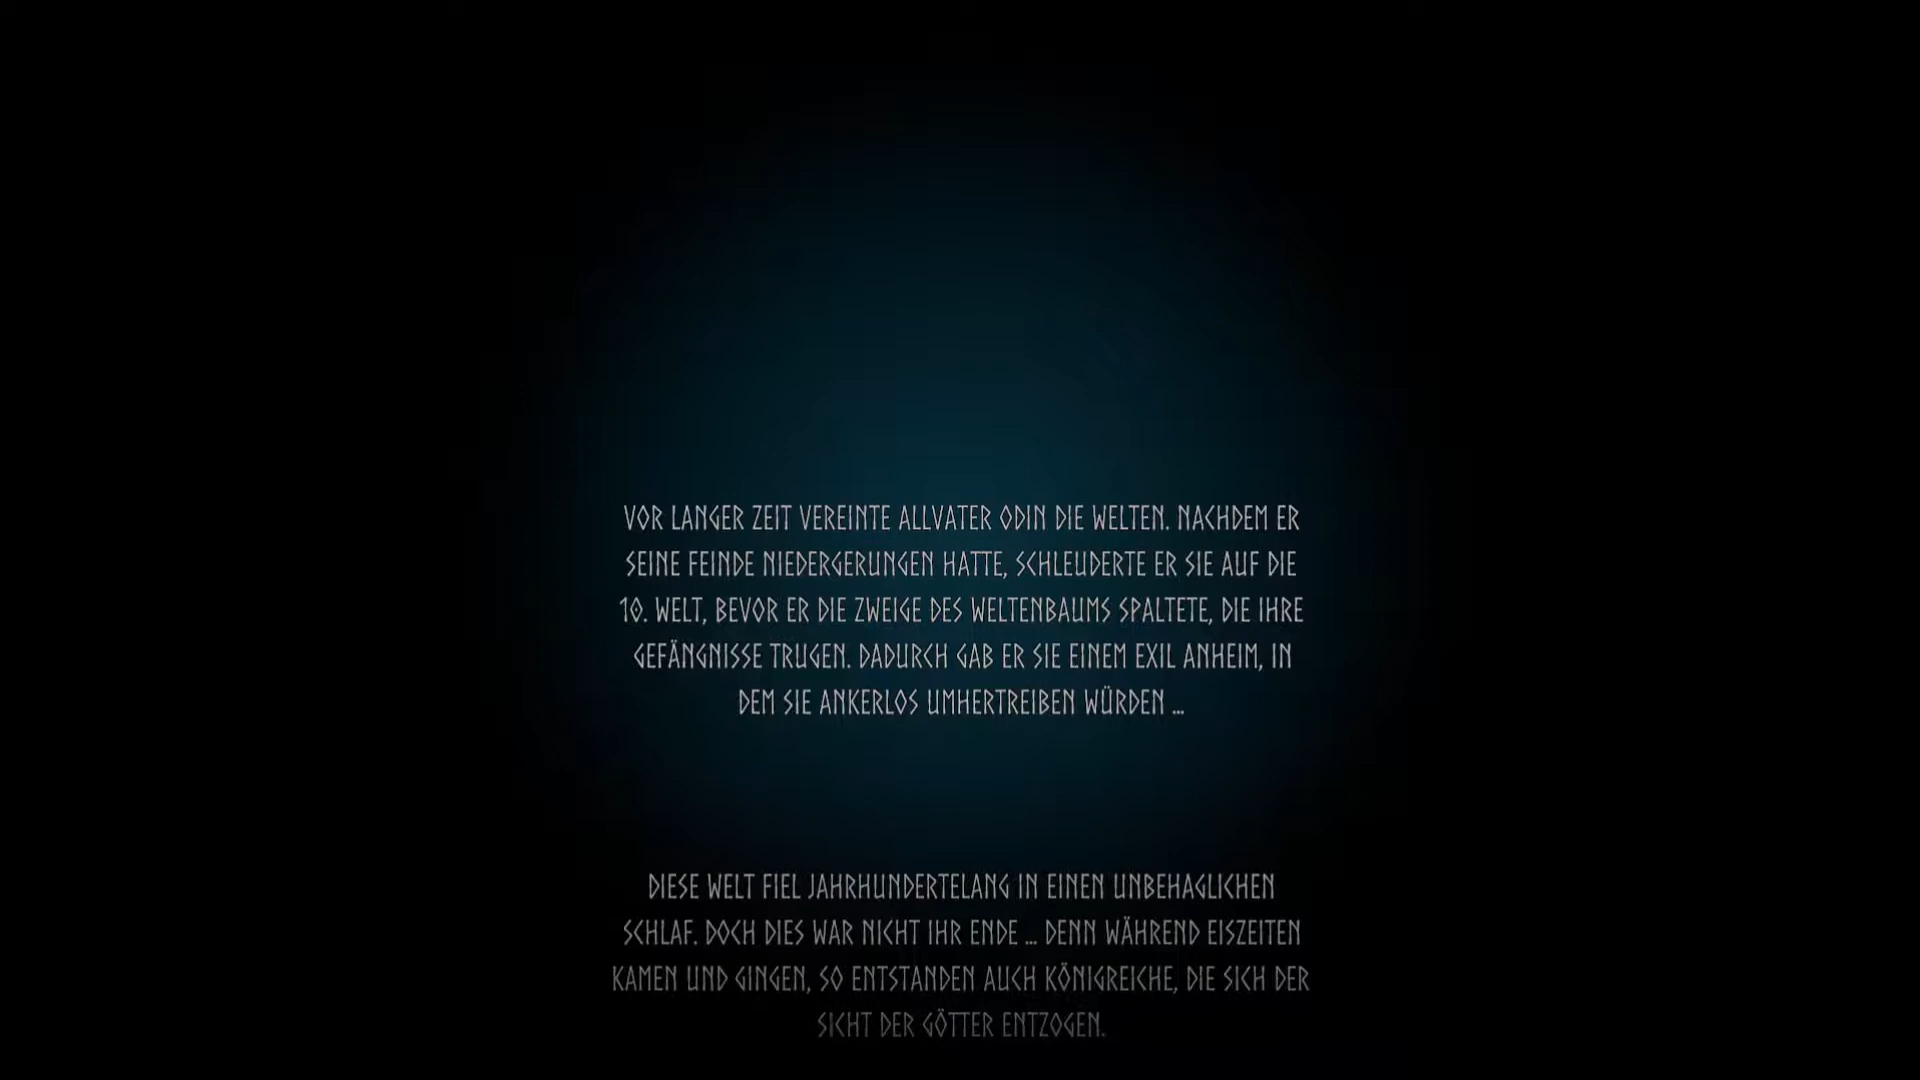 VOR LANGER ZEIT VEREINTE ALLVATER ODIN DIE WELTEN. NACHDEM ER
SEINE FEINDE NIEDERGERUNGEN HATTE, SCHLEUDERTE ER SIE AUF DIE
10. WELT, BEVOR ER DIE ZWEIGE DES WELTENBAUMS SPALTETE, DIE IHRE
GEFÄNGNISSE TRUGEN. DADURCH GAB ER SIE EINEM EXIL ANHEIM, IN
DEM SIE ANKERLOS UMHERTREIBEN WÜRDEN ...
DIESE WELT FIEL JAHRHUNDERTELANG IN EINEN UNBEHAGLICHEN
SCHLAF. DOCH DIES WAR NICHT IHR ENDE ... DENN WÄHREND EISZEITEN
KAMEN UND GINGEN, SO ENTSTANDEN AUCH KÖNIGREICHE, DIE SICH DER
SICHT DER GÖTTER ENTZOGEN.